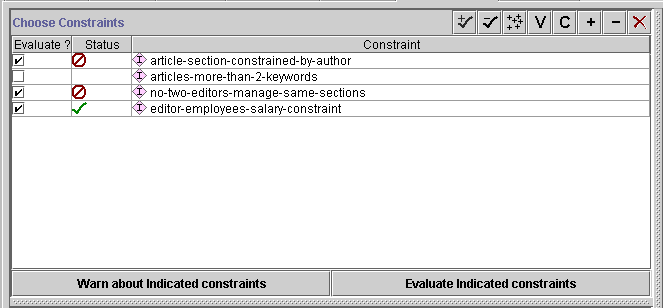 Choose Constraints V C + −
Evaluate ? Status Constraint
I article-section-constrained-by-author
I articles-more-than-2-keywords
I no-two-editors-manage-same-sections
I editor-employees-salary-constraint
Warn about Indicated constraints Evaluate Indicated constraints